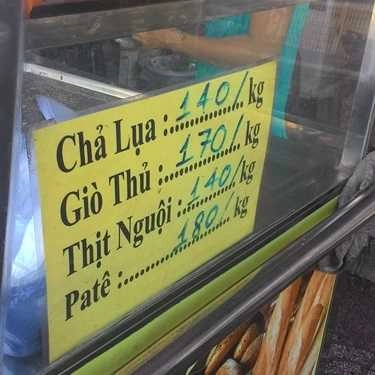 Chả Lụa : 140/kg
Giò Thủ : 170/kg
Thịt Nguội : 140/kg
Patê : 180/kg